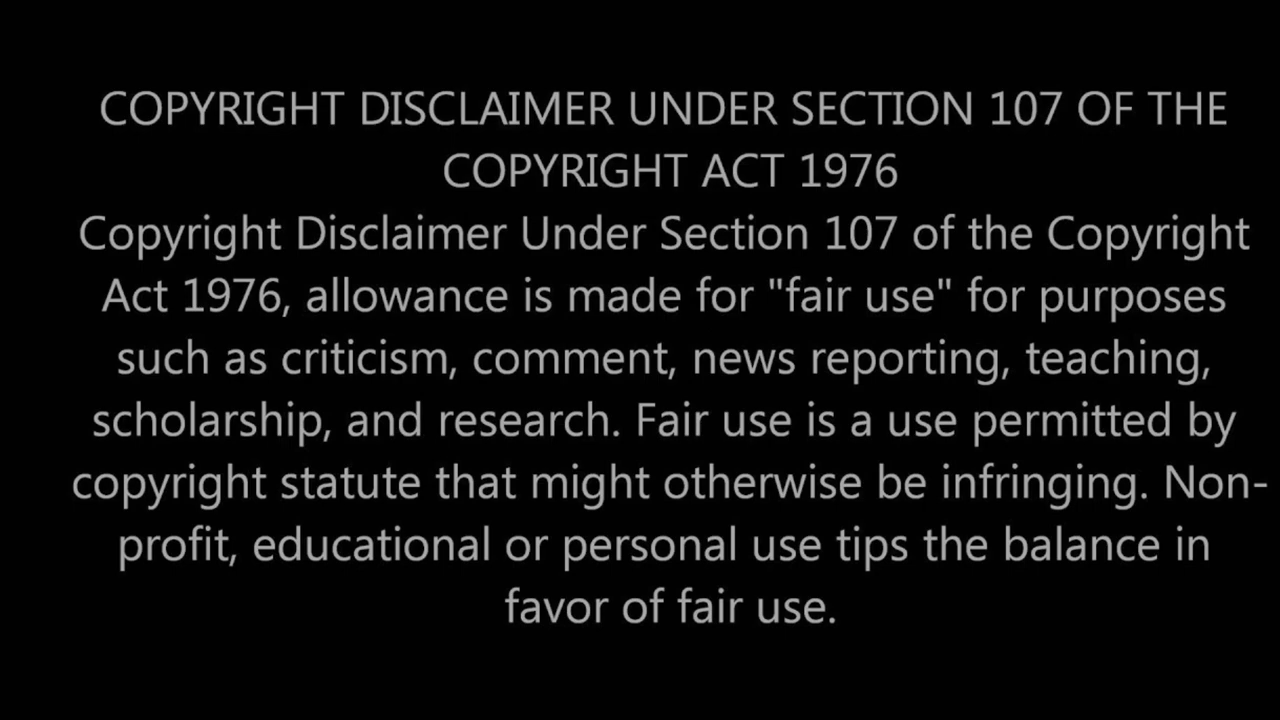 COPYRIGHT DISCLAIMER UNDER SECTION 107 OF THE
COPYRIGHT ACT 1976
Copyright Disclaimer Under Section 107 of the Copyright
Act 1976, allowance is made for "fair use" for purposes
such as criticism, comment, news reporting, teaching,
scholarship, and research. Fair use is a use permitted by
copyright statute that might otherwise be infringing. Non-
profit, educational or personal use tips the balance in
favor of fair use.